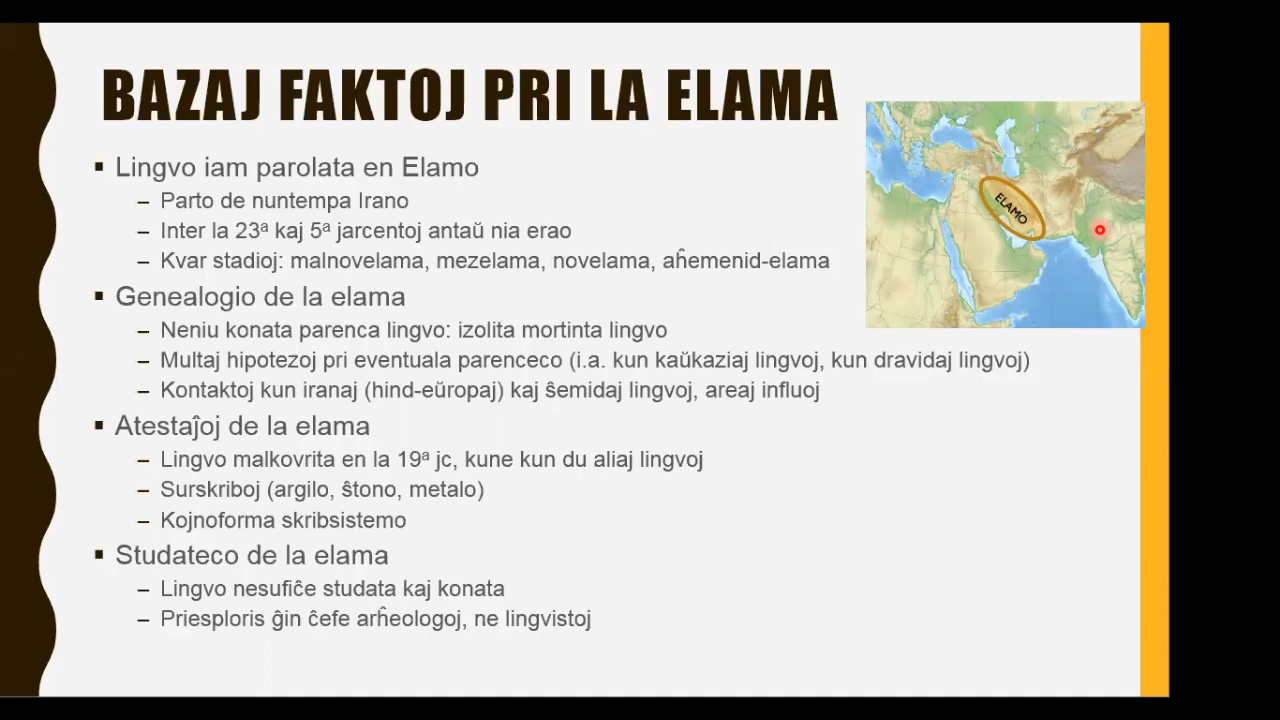 BAZAJ FAKTOJ PRI LA ELAMA
▪ Lingvo iam parolata en Elamo
– Parto de nuntempa Irano
– Inter la 23ª kaj 5ª jarcentoj antaŭ nia erao
– Kvar stadioj: malnovelama, mezelama, novelama, aĥemenid-elama
▪ Genealogio de la elama
– Neniu konata parenca lingvo: izolita mortinta lingvo
– Multaj hipotezoj pri eventuala parenceco (i.a. kun kaŭkaziaj lingvoj, kun dravidaj lingvoj)
– Kontaktoj kun iranaj (hind-eŭropaj) kaj ŝemidaj lingvoj, areaj influoj
▪ Atestaĵoj de la elama
– Lingvo malkovrita en la 19ª jc, kune kun du aliaj lingvoj
– Surskriboj (argilo, ŝtono, metalo)
– Kojnoforma skribsistemo
▪ Studateco de la elama
– Lingvo nesufiĉe studata kaj konata
– Priesploris ĝin ĉefe arĥeologoj, ne lingvistoj
ELAMO